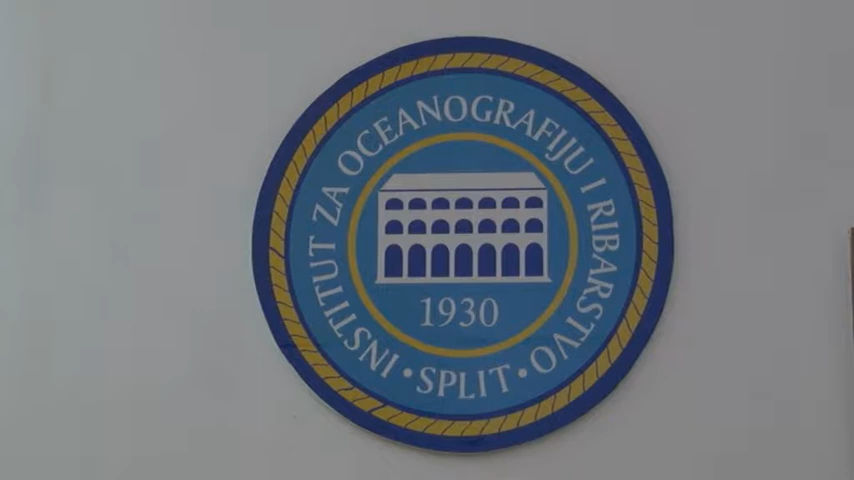 INSTITUT ZA OCEANOGRAFIJU I RIBARSTVO
• SPLIT •
1930